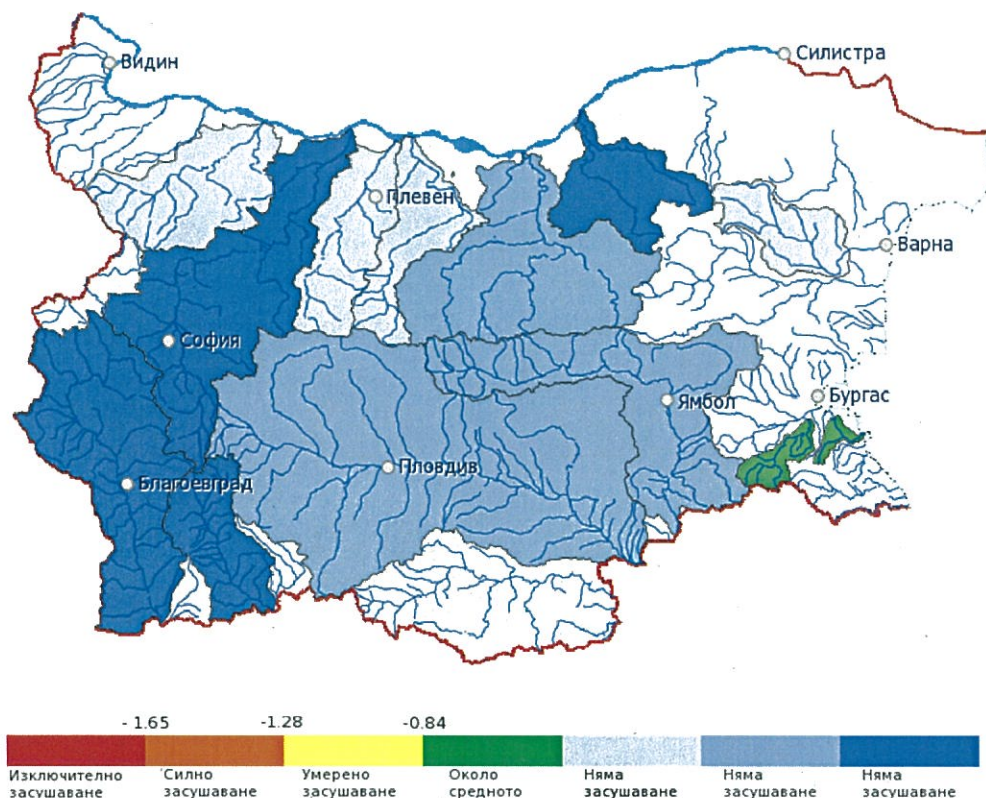 Видин
Силистра
Плевен
Варна
София
Ямбол
Бургас
Пловдив
Благоевград
- 1.65 -1.28 -0.84
Изключително Силно Умерено Около Няма Няма Няма
засушаване засушаване засушаване средното засушаване засушаване засушаване